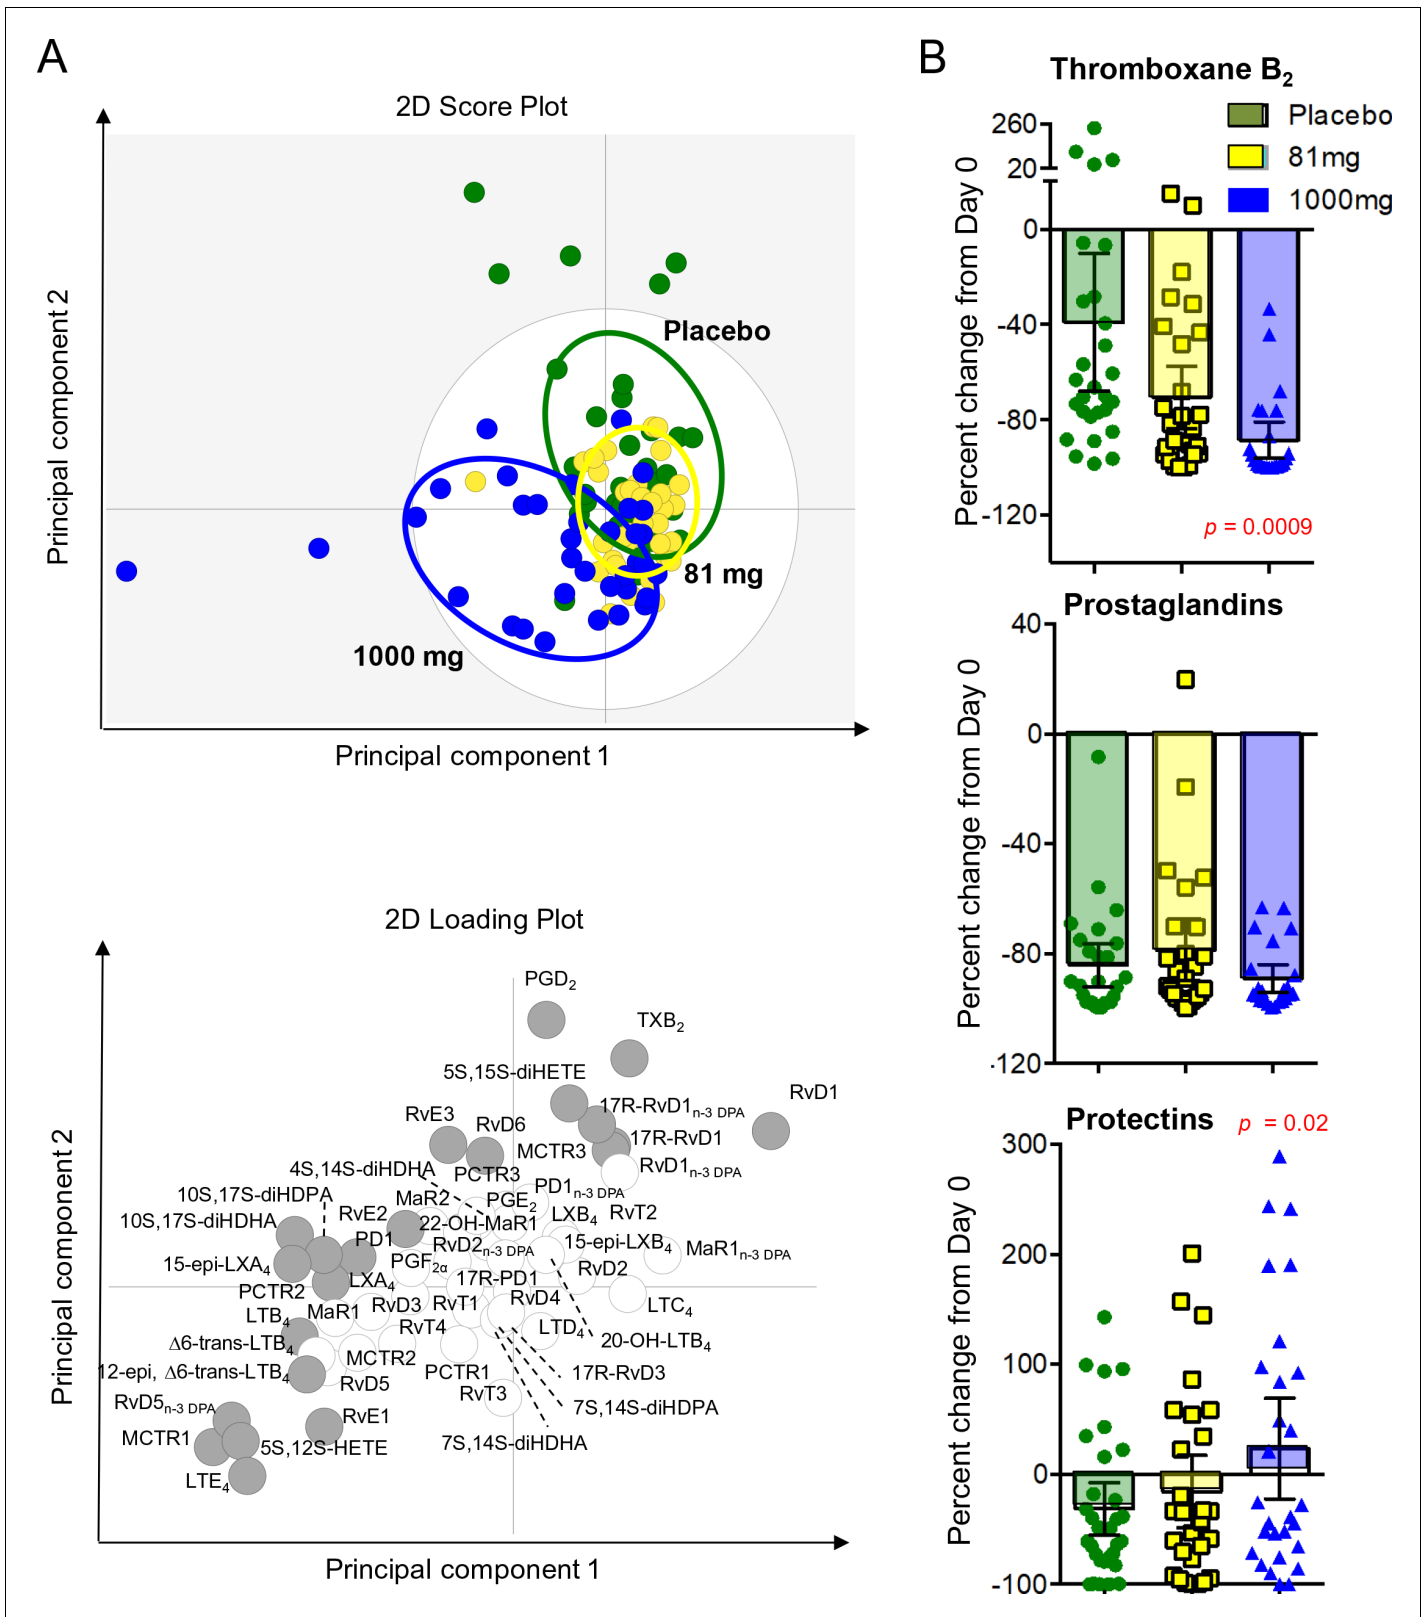 A
2D Score Plot
Principal component 2
Placebo
81 mg
1000 mg
Principal component 1
2D Loading Plot
Principal component 2
PGD2
TXB2
5S,15S-diHETE
RvD1
RvE3
17R-RvD1n-3 DPA
RvD6
MCTR3
17R-RvD1
4S,14S-diHDHA
PCTR3
RvD1n-3 DPA
10S,17S-diHDPA
MaR2
PGE2
PD1n-3 DPA
10S,17S-diHDHA
RvE2
22-OH-MaR1
LXB4
RvT2
PD1
RvD2n-3 DPA
15-epi-LXB4
MaR1n-3 DPA
15-epi-LXA4
PGF2α
LXA4
17R-PD1
RvD2
PCTR2
LTB4
MaR1
RvD3
RvT1
RvD4
LTC4
Δ6-trans-LTB4
RvT4
LTD4
20-OH-LTB4
12-epi, Δ6-trans-LTB4
MCTR2
RvD5
PCTR1
17R-RvD3
RvD5n-3 DPA
RvT3
7S,14S-diHDPA
MCTR1
RvE1
5S,12S-HETE
7S,14S-diHDHA
LTE4
Principal component 1
B
Thromboxane B2
Placebo
81mg
1000mg
Percent change from Day 0
260
20
0
-40
-80
-120
p = 0.0009
Prostaglandins
Percent change from Day 0
40
0
-40
-80
-120
Protectins
p = 0.02
Percent change from Day 0
300
200
100
0
-100